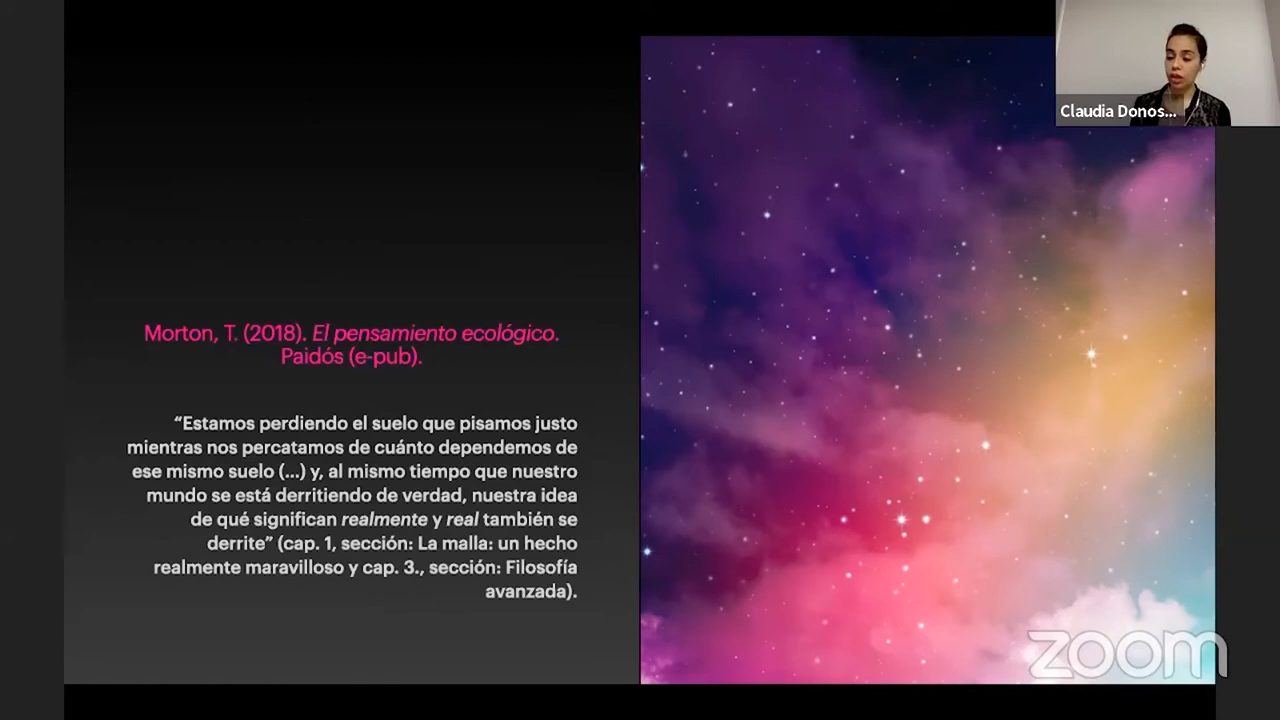 Claudia Donos...
Morton, T. (2018). El pensamiento ecológico.
Paidós (e-pub).
“Estamos perdiendo el suelo que pisamos justo
mientras nos percatamos de cuánto dependemos de
ese mismo suelo (...) y, al mismo tiempo que nuestro
mundo se está derritiendo de verdad, nuestra idea
de qué significan realmente y real también se
derrite” (cap. 1, sección: La malla: un hecho
realmente maravilloso y cap. 3., sección: Filosofía
avanzada).
zoom